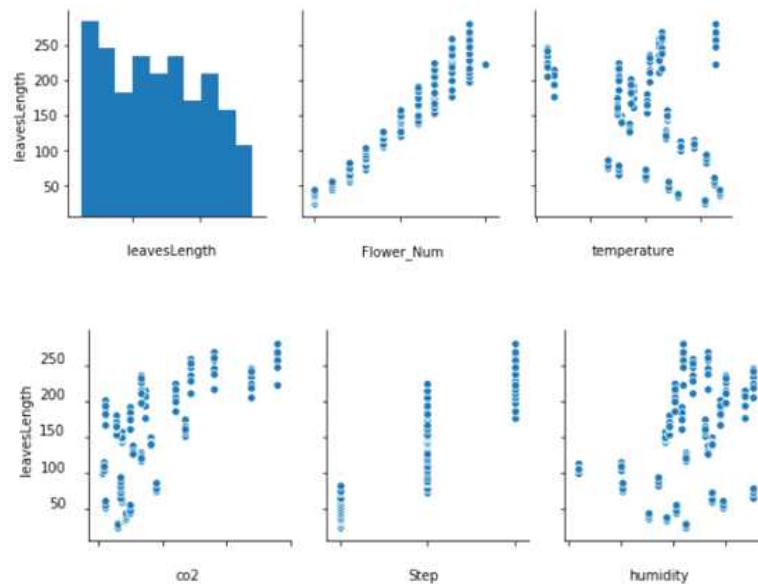 250
200
150
100
50
leavesLength
leavesLength
Flower_Num
temperature
250
200
150
100
50
leavesLength
co2
Step
humidity